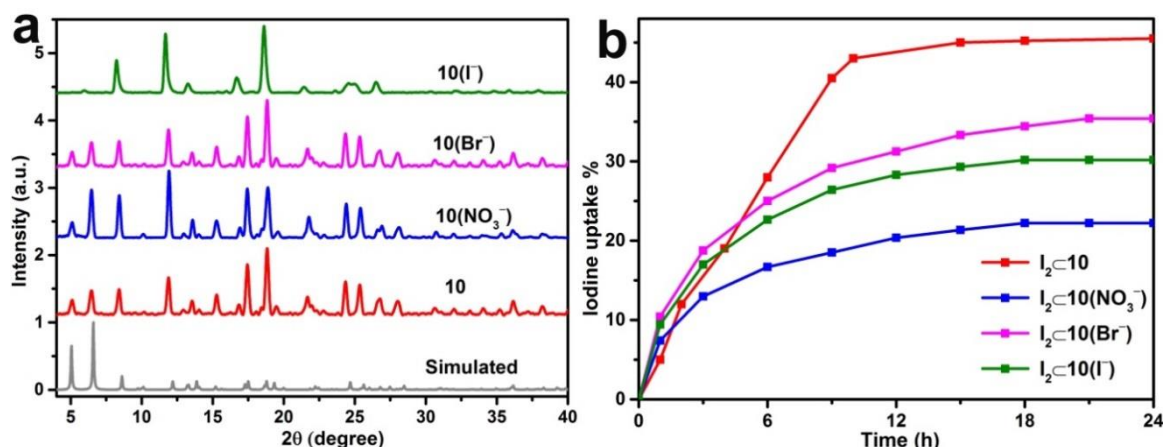 a
5
4
3
2
1
0
Intensity (a.u.)
10(I⁻)
10(Br⁻)
10(NO₃⁻)
10
Simulated
5 10 15 20 25 30 35 40
2θ (degree)
b
40
30
20
10
0
Iodine uptake %
I₂⊂10
I₂⊂10(NO₃⁻)
I₂⊂10(Br⁻)
I₂⊂10(I⁻)
0 3 6 9 12 15 18 21 24
Time (h)